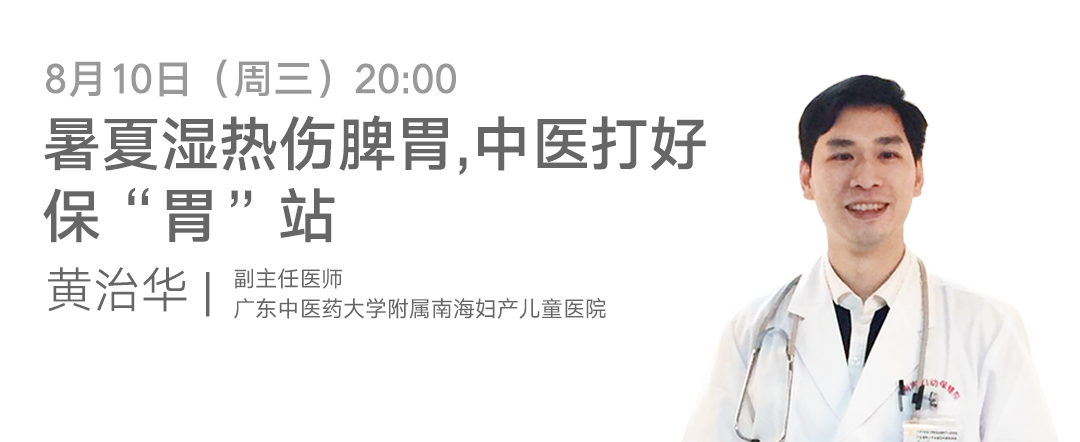 8月10日（周三）20:00
暑夏湿热伤脾胃,中医打好
保“胃”站
黄治华 | 副主任医师
广东中医药大学附属南海妇产儿童医院